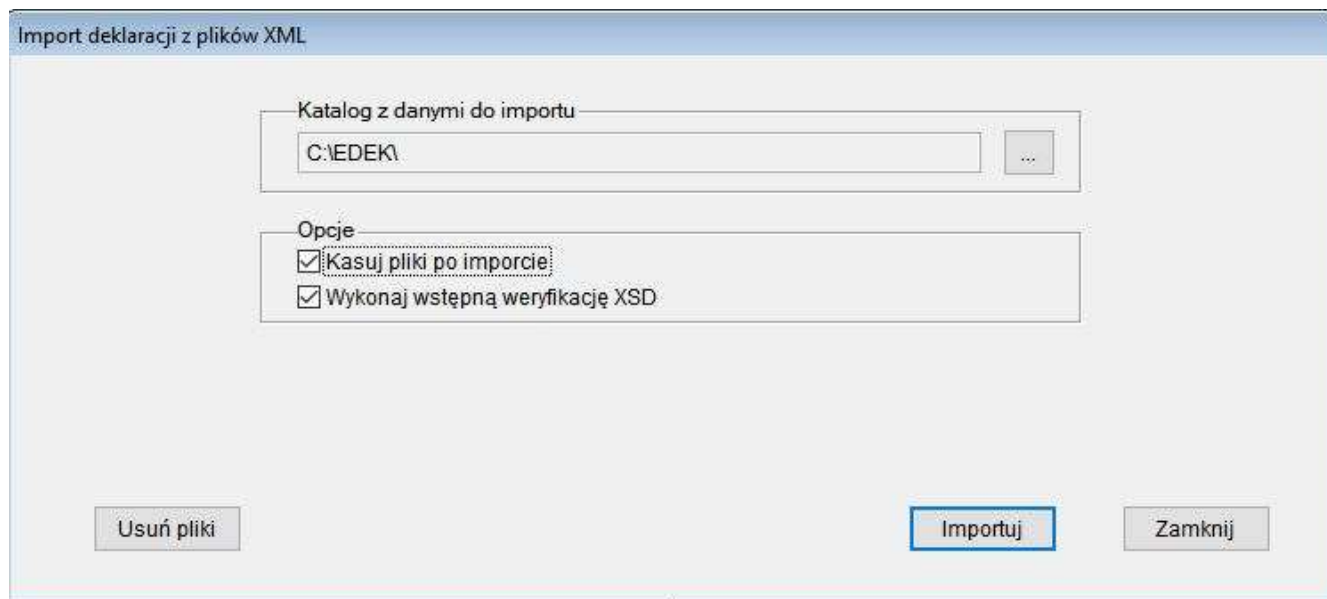 Import deklaracji z plików XML
Katalog z danymi do importu
C:\EDEK\
...
Opcje
Kasuj pliki po imporcie
Wykonaj wstępną weryfikację XSD
Usuń pliki
Importuj
Zamknij